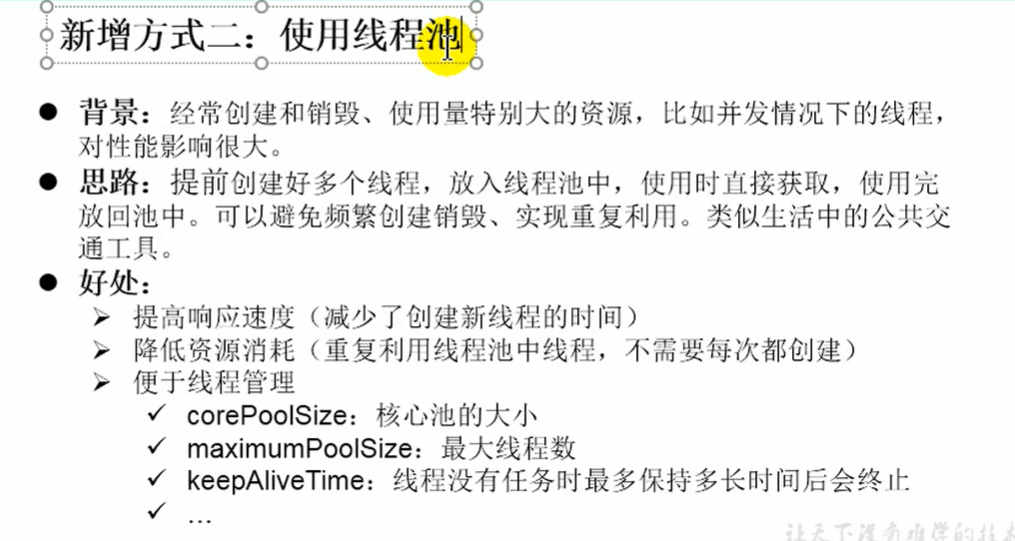 新增方式二：使用线程池
背景：经常创建和销毁、使用量特别大的资源，比如并发情况下的线程，
对性能影响很大。
思路：提前创建好多个线程，放入线程池中，使用时直接获取，使用完
放回池中。可以避免频繁创建销毁、实现重复利用。类似生活中的公共交
通工具。
好处：
提高响应速度（减少了创建新线程的时间）
降低资源消耗（重复利用线程池中线程，不需要每次都创建）
便于线程管理
corePoolSize：核心池的大小
maximumPoolSize：最大线程数
keepAliveTime：线程没有任务时最多保持多长时间后会终止
…
让天下没有难学的技术